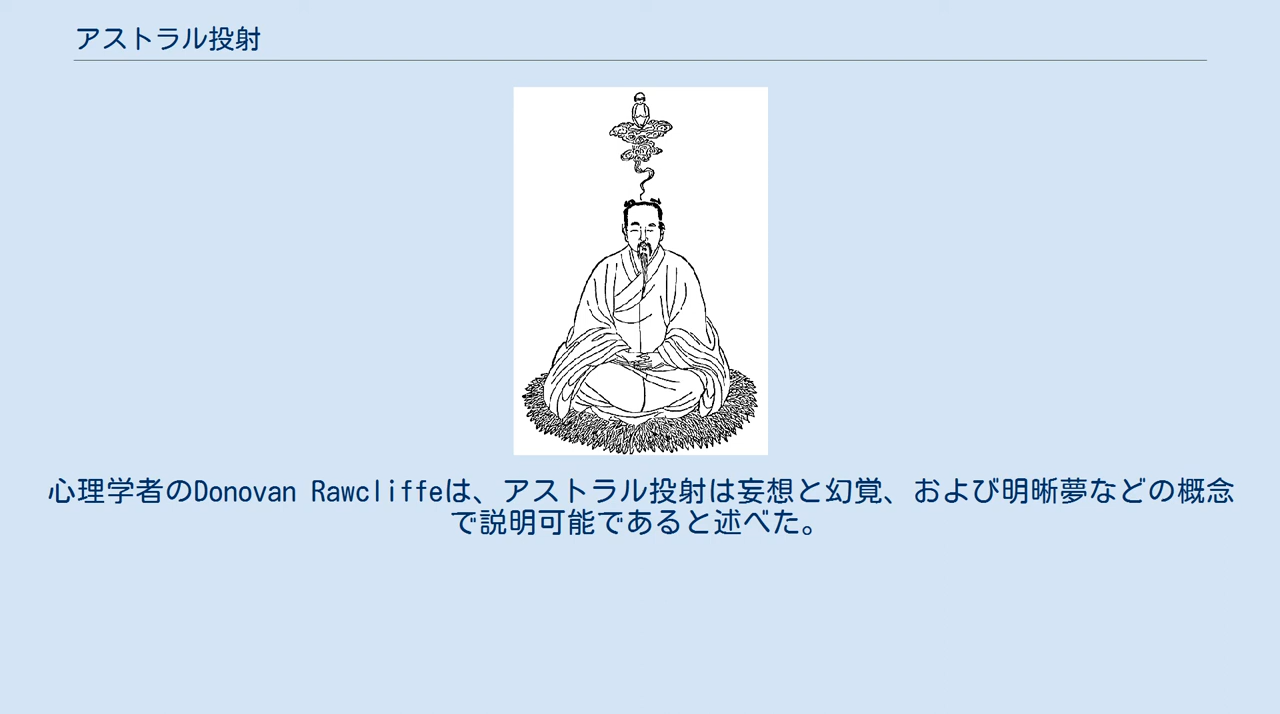 アストラル投射
心理学者のDonovan Rawcliffeは、アストラル投射は妄想と幻覚、および明晰夢などの概念
で説明可能であると述べた。